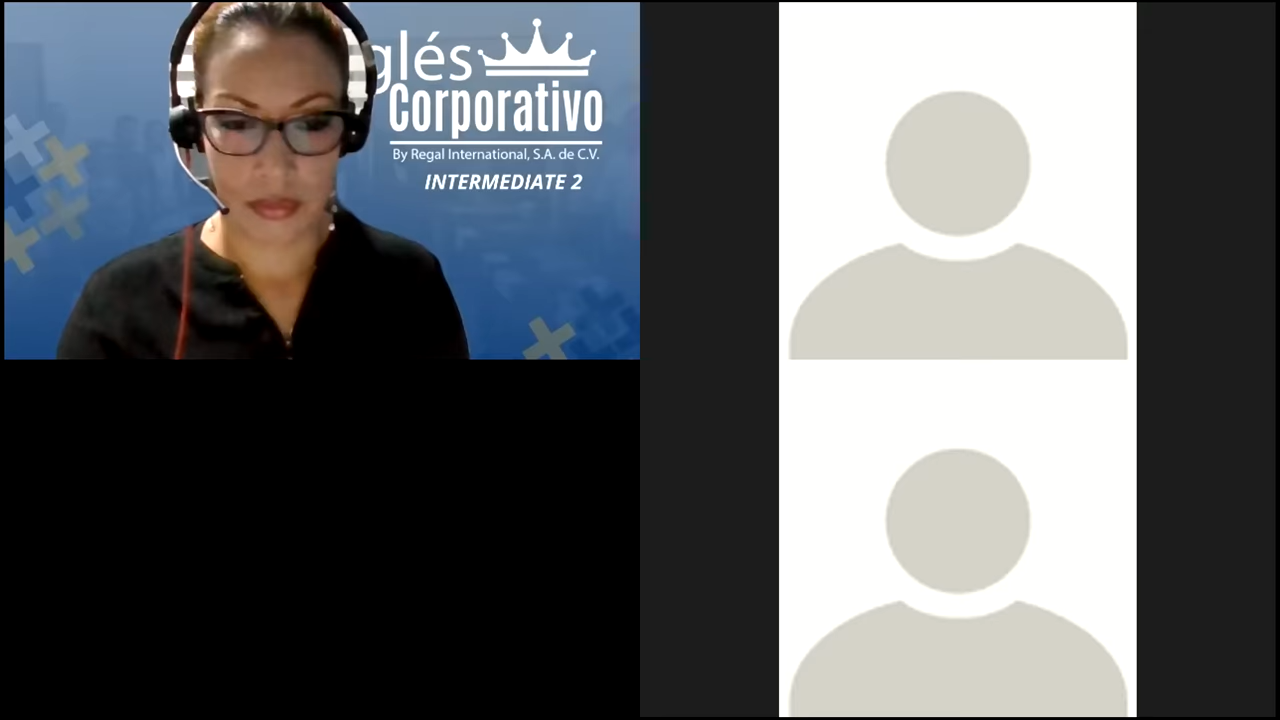 glés
Corporativo
By Regal International, S.A. de C.V.
INTERMEDIATE 2